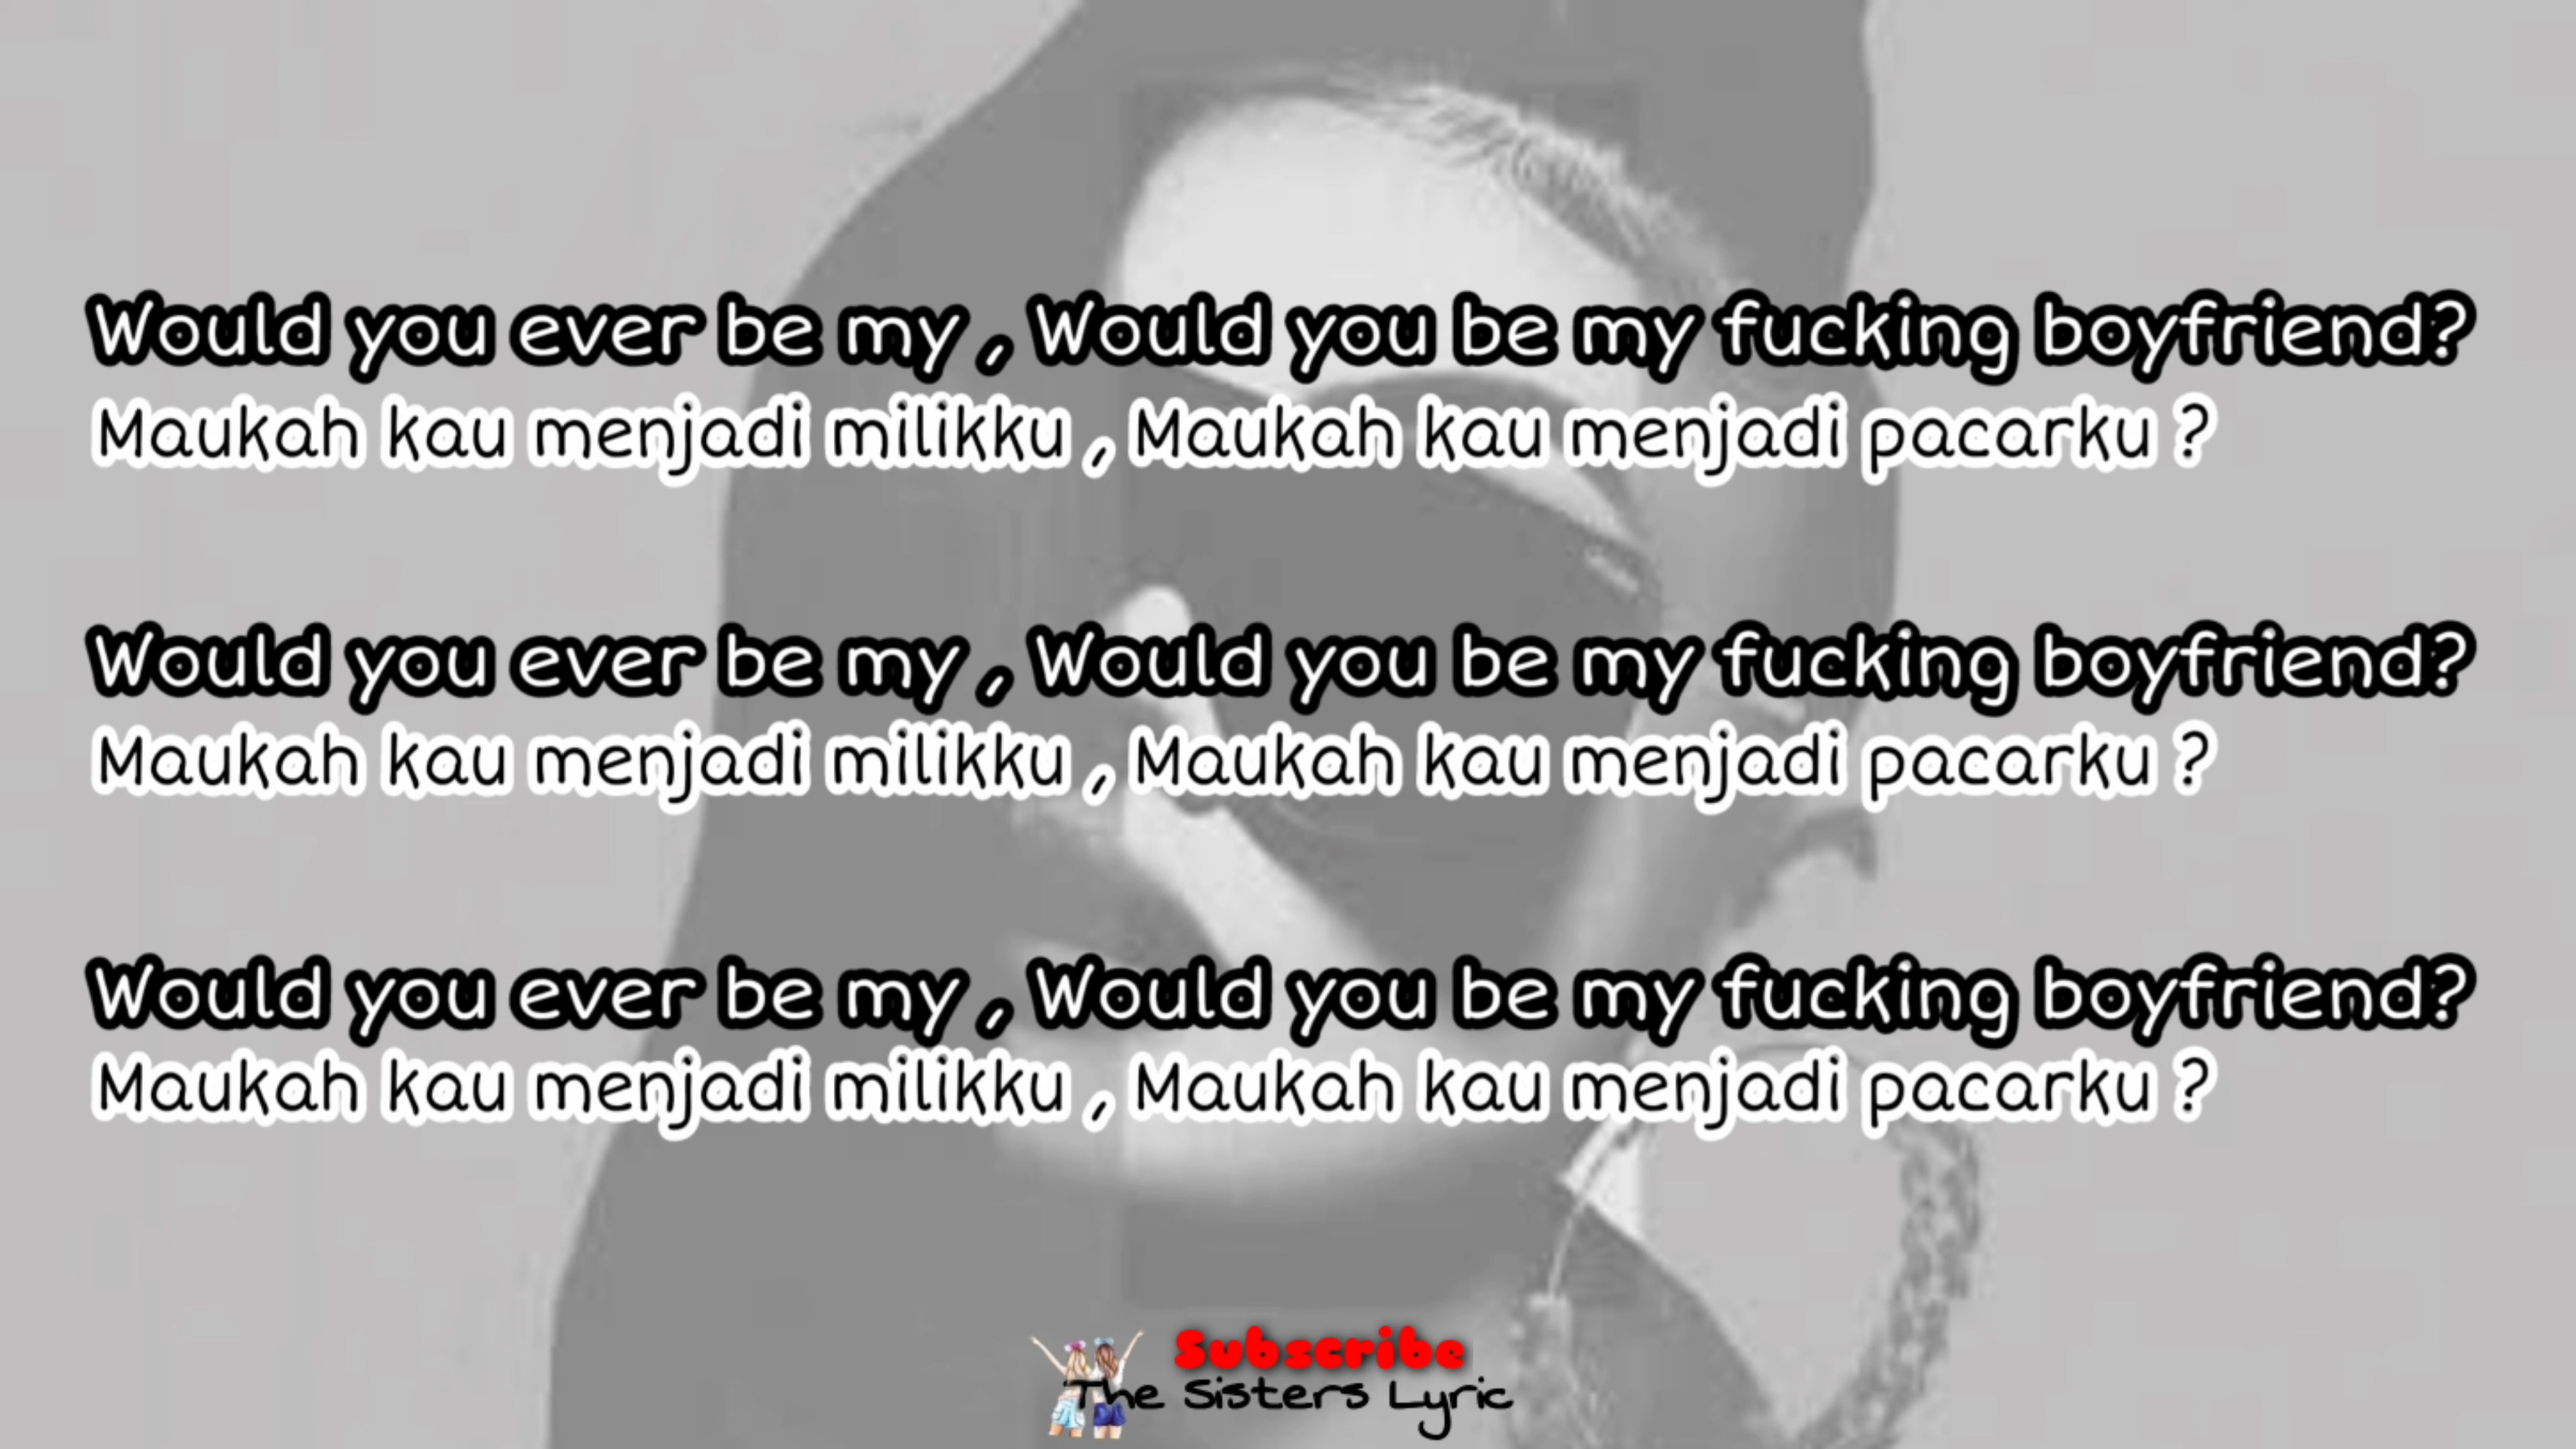 Would you ever be my , Would you be my fucking boyfriend?
Maukah kau menjadi milikku , Maukah kau menjadi pacarku ?
Would you ever be my , Would you be my fucking boyfriend?
Maukah kau menjadi milikku , Maukah kau menjadi pacarku ?
Would you ever be my , Would you be my fucking boyfriend?
Maukah kau menjadi milikku , Maukah kau menjadi pacarku ?
Subscribe
The Sisters Lyric